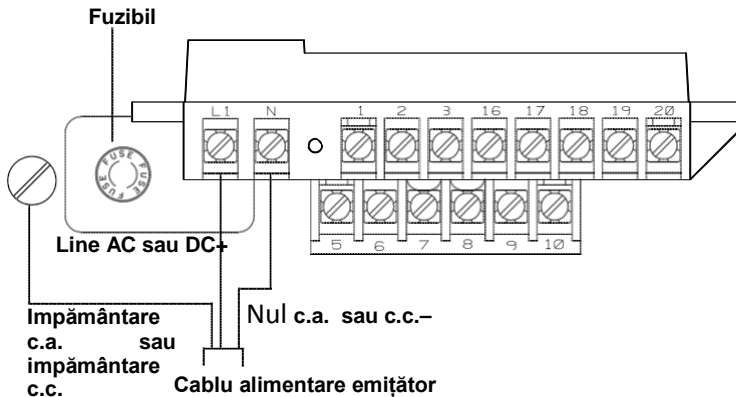 Fuzibil
L1 N 1 2 3 16 17 18 19 20
FUSE FUSE FUSE
5 6 7 8 9 10
Line AC sau DC+
Impământare
c.a. sau
impământare
c.c.
Nul c.a. sau c.c.–
Cablu alimentare emițător